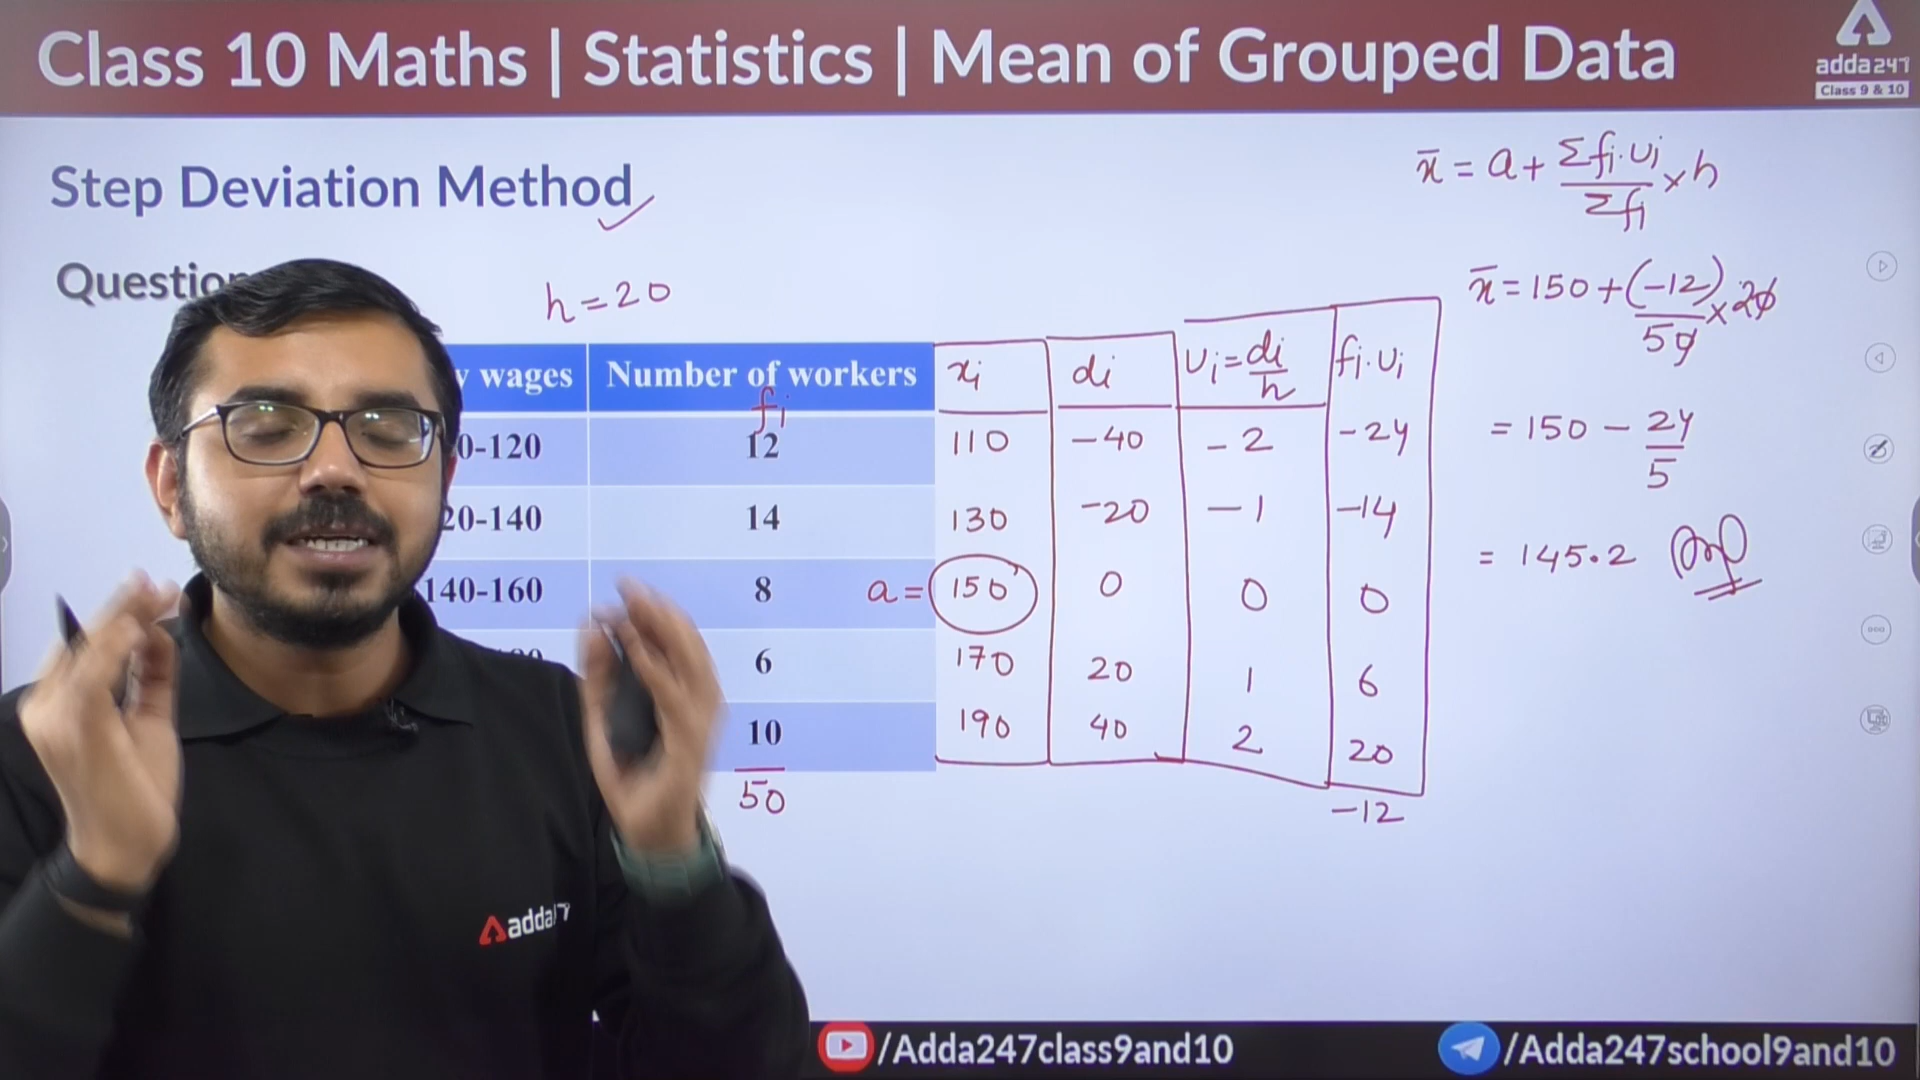 Class 10 Maths | Statistics | Mean of Grouped Data
adda247
Class 9 & 10
Step Deviation Method
x̄ = a + Σfi·ui / Σfi × h
h = 20
x̄ = 150 + (-12) / 50 × 20
= 150 - 24 / 5
= 145.2
wages Number of workers fi xi di ui = di / h fi·ui
0-120 12 110 -40 -2 -24
20-140 14 130 -20 -1 -14
140-160 8 a = 150 0 0 0
6 170 20 1 6
10 190 40 2 20
50 -12
adda
/Adda247class9and10 /Adda247school9and10